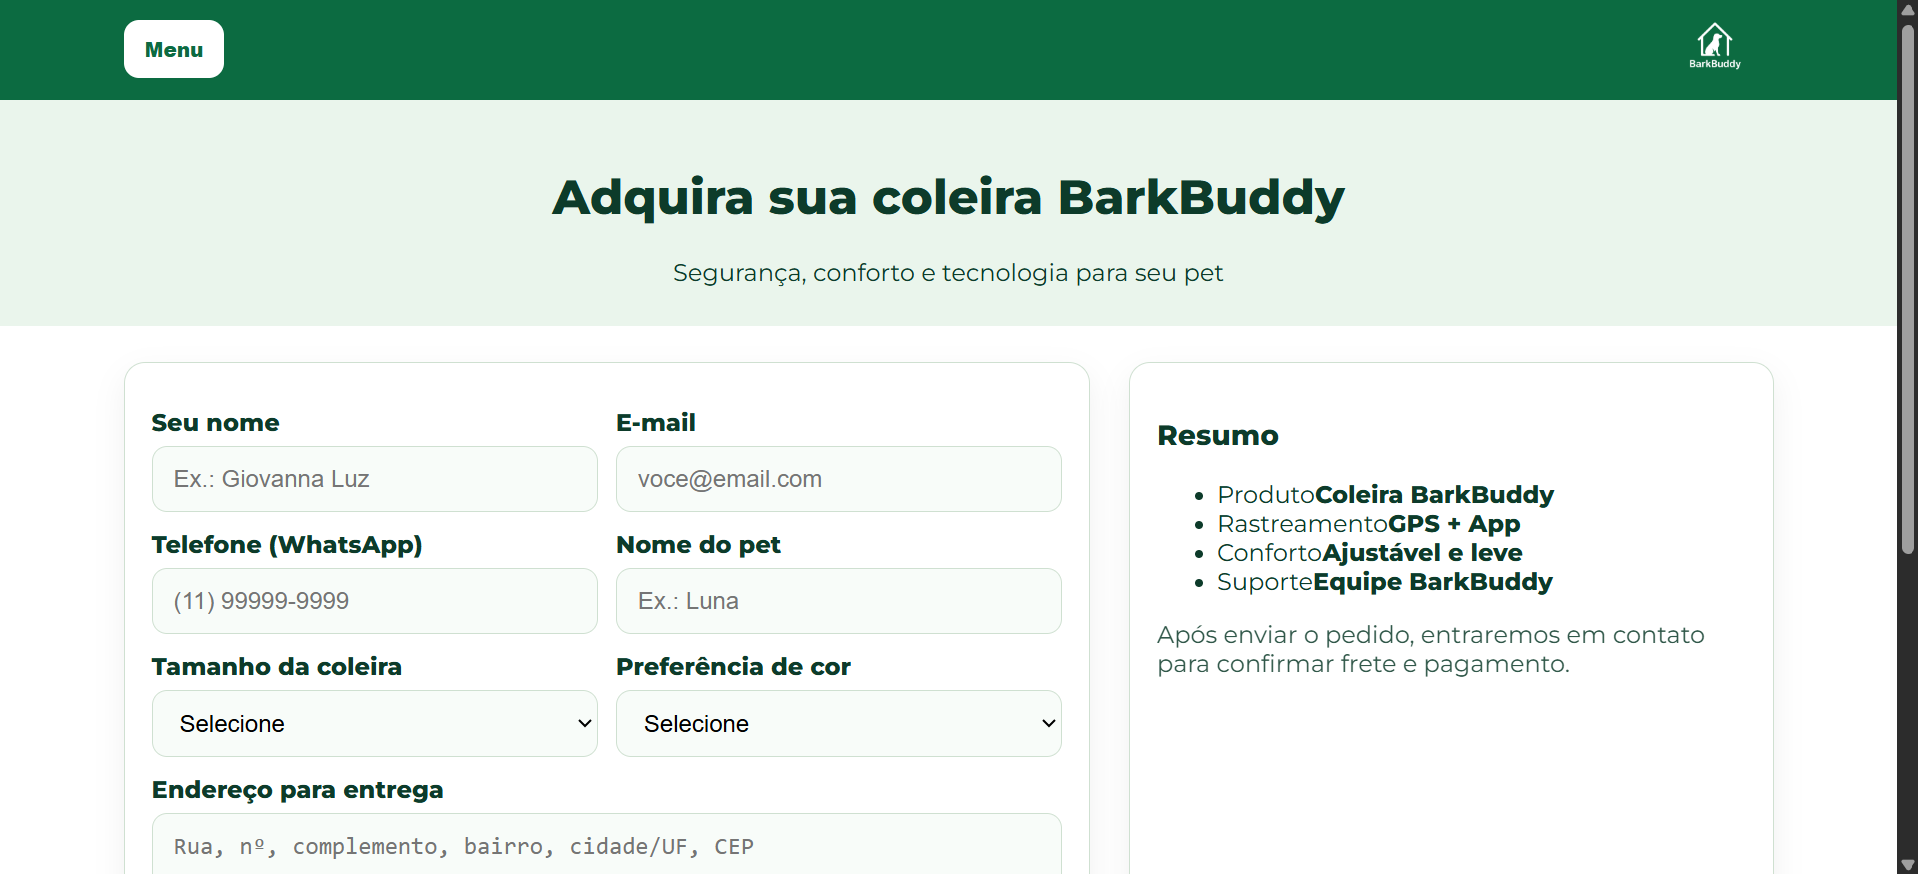 Menu
BarkBuddy
Adquira sua coleira BarkBuddy
Segurança, conforto e tecnologia para seu pet
Seu nome
Ex.: Giovanna Luz
E-mail
voce@email.com
Telefone (WhatsApp)
(11) 99999-9999
Nome do pet
Ex.: Luna
Tamanho da coleira
Selecione
Preferência de cor
Selecione
Endereço para entrega
Rua, nº, complemento, bairro, cidade/UF, CEP
Resumo
• ProdutoColeira BarkBuddy
• RastreamentoGPS + App
• ConfortoAjustável e leve
• SuporteEquipe BarkBuddy
Após enviar o pedido, entraremos em contato
para confirmar frete e pagamento.